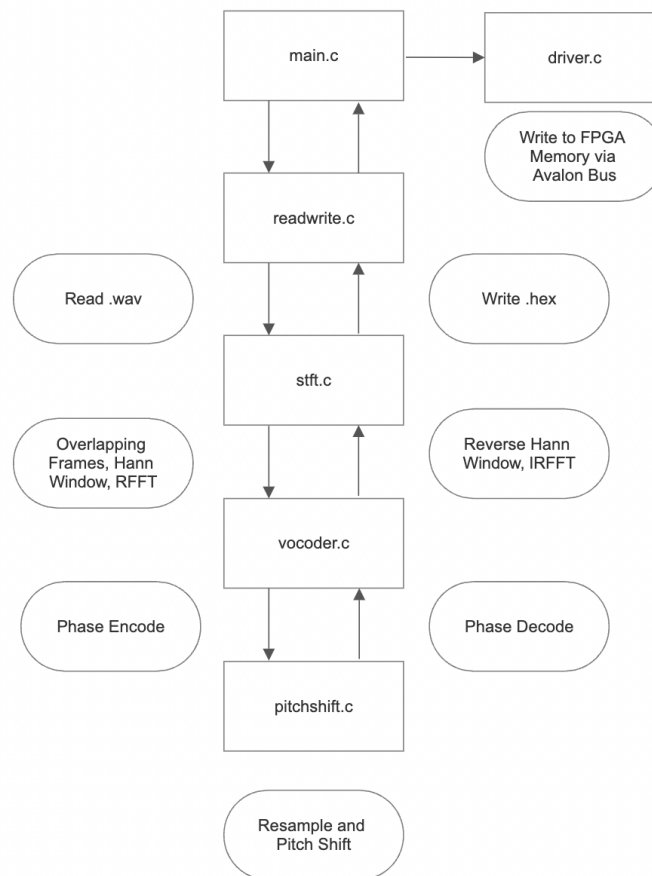 main.c
driver.c
Write to FPGA
Memory via
Avalon Bus
readwrite.c
Read .wav
Write .hex
stft.c
Overlapping
Frames, Hann
Window, RFFT
Reverse Hann
Window, IRFFT
vocoder.c
Phase Encode
Phase Decode
pitchshift.c
Resample and
Pitch Shift